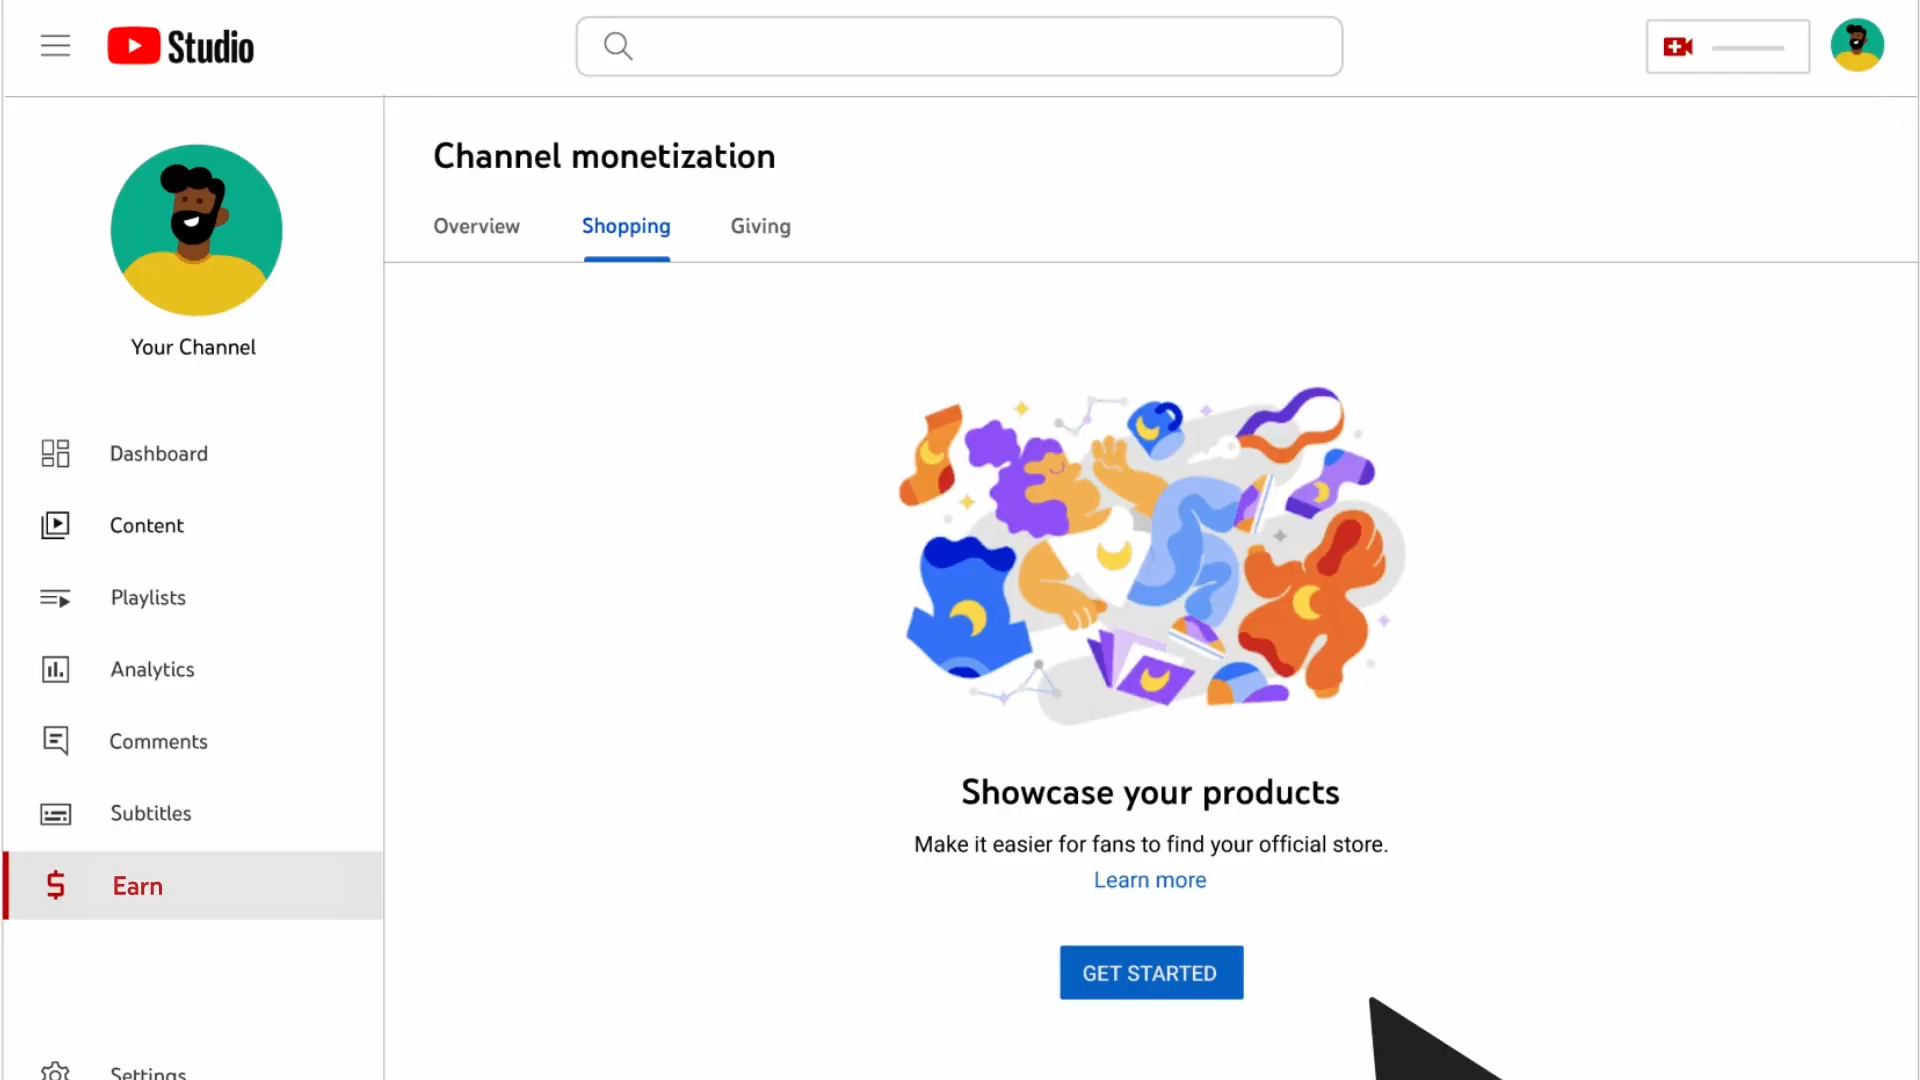 Studio
Your Channel
Dashboard
Content
Playlists
Analytics
Comments
Subtitles
Earn
Settings
Channel monetization
Overview Shopping Giving
Showcase your products
Make it easier for fans to find your official store.
Learn more
GET STARTED